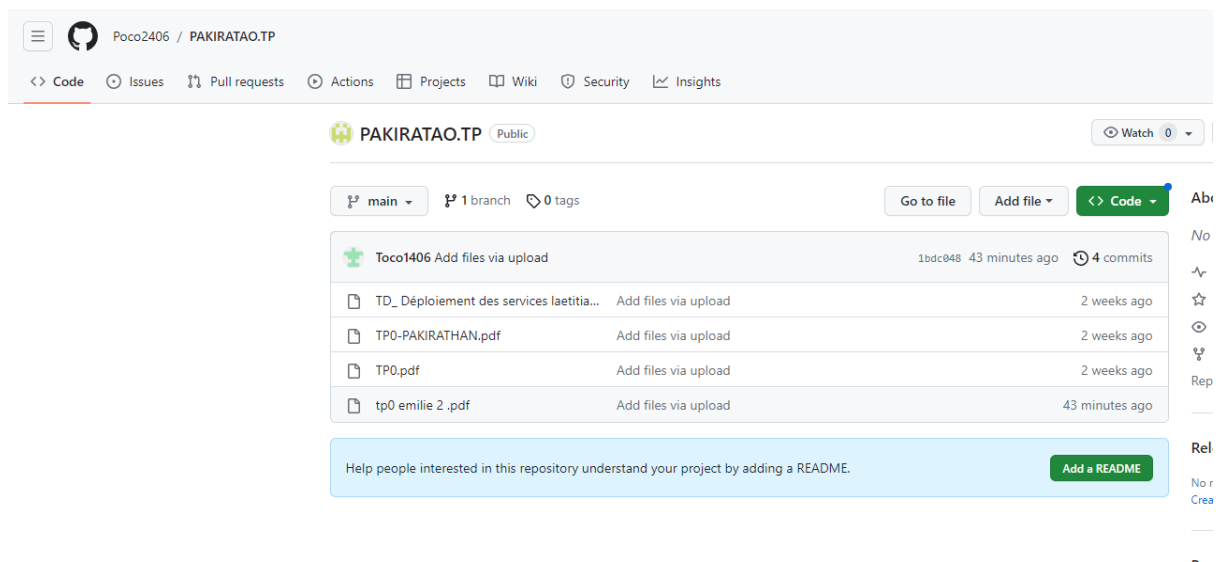 Poco2406 / PAKIRATAO.TP
Code Issues Pull requests Actions Projects Wiki Security Insights
PAKIRATAO.TP Public Watch 0
main 1 branch 0 tags Go to file Add file Code
No
Toco1406 Add files via upload 1bdc048 43 minutes ago 4 commits
TD_ Déploiement des services laetitia... Add files via upload 2 weeks ago
TP0-PAKIRATHAN.pdf Add files via upload 2 weeks ago
TP0.pdf Add files via upload 2 weeks ago
tp0 emilie 2 .pdf Add files via upload 43 minutes ago
Help people interested in this repository understand your project by adding a README. Add a README